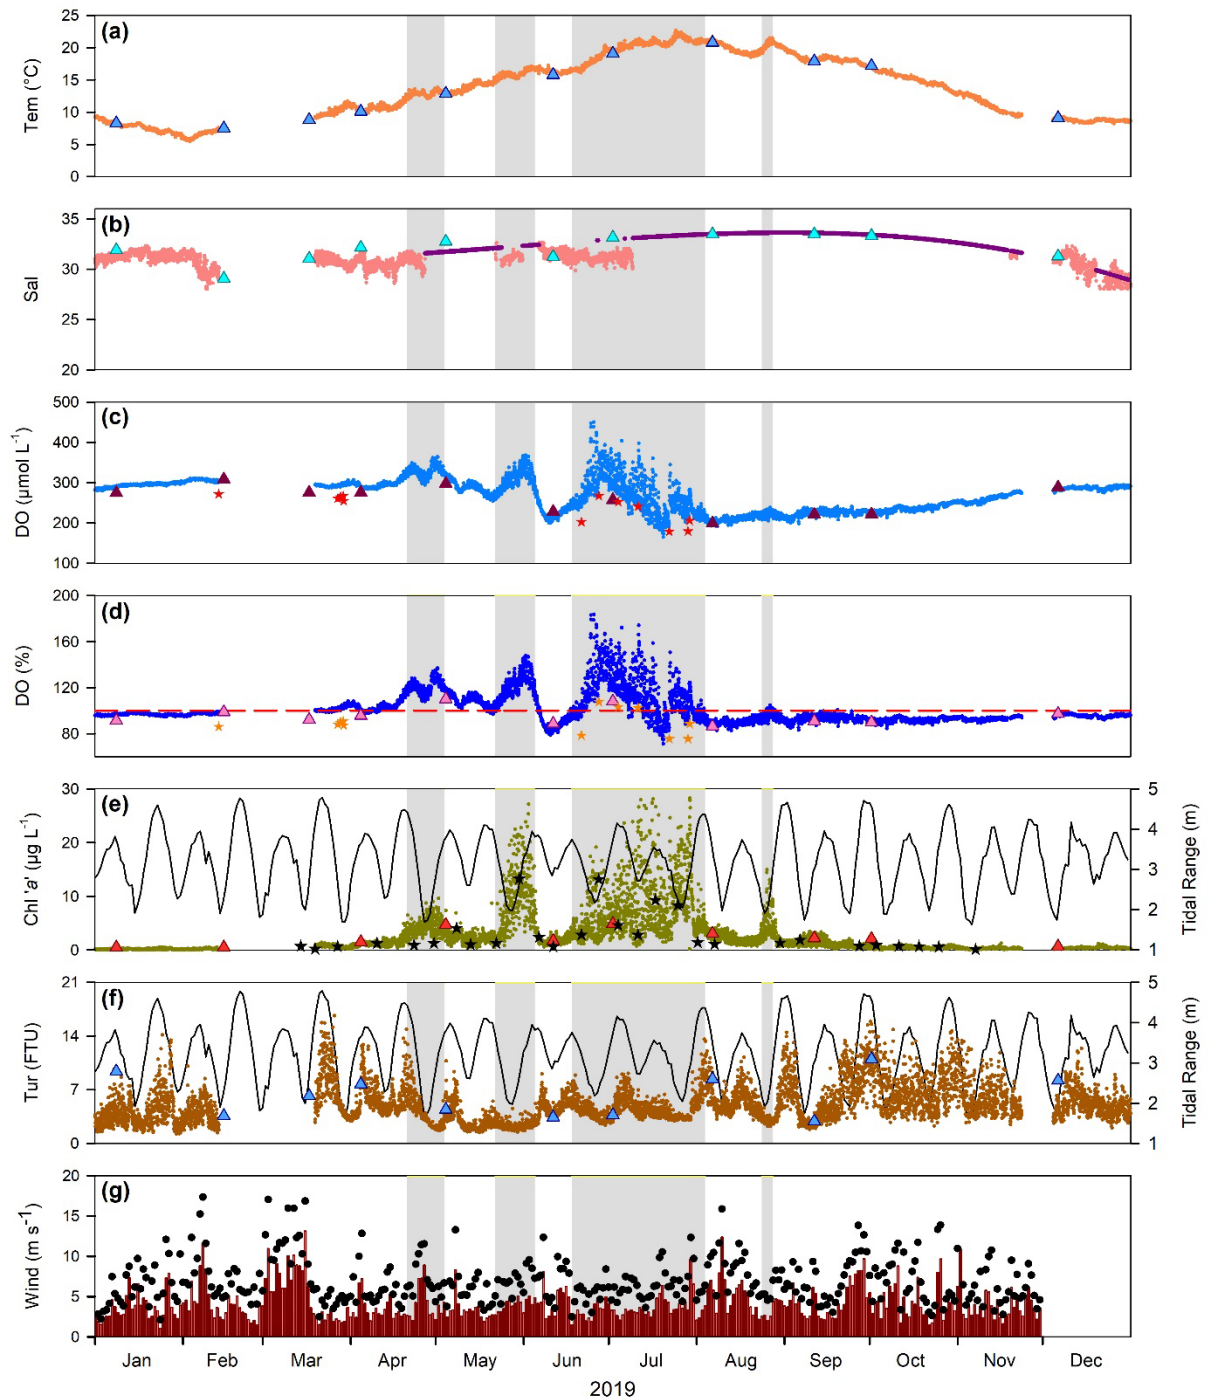 (a)
Tem (°C)
25
20
15
10
5
0
(b)
Sal
35
30
25
20
(c)
DO (µmol L⁻¹)
500
400
300
200
100
(d)
DO (%)
200
160
120
80
(e)
Chl 'a' (µg L⁻¹)
30
20
10
0
5
4
3
2
1
Tidal Range (m)
(f)
Tur (FTU)
21
14
7
0
5
4
3
2
1
Tidal Range (m)
(g)
Wind (m s⁻¹)
20
15
10
5
0
Jan Feb Mar Apr May Jun Jul Aug Sep Oct Nov Dec
2019